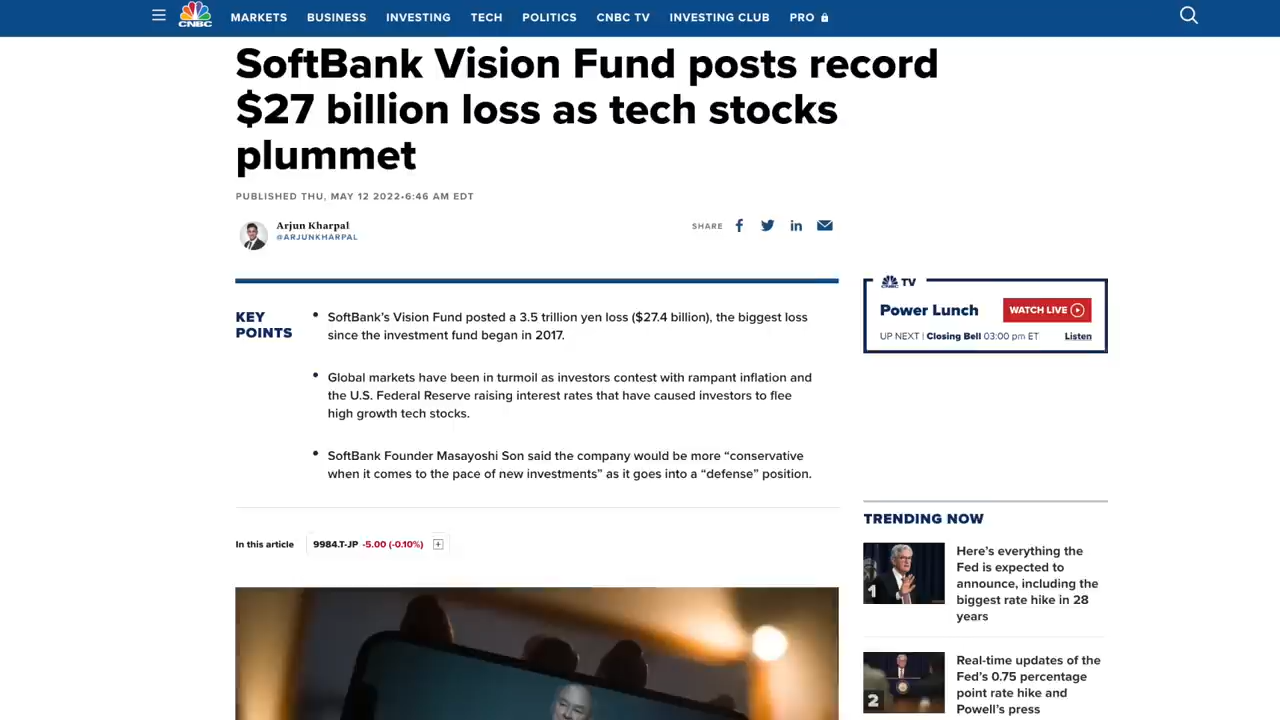 CNBC
MARKETS BUSINESS INVESTING TECH POLITICS CNBC TV INVESTING CLUB PRO
SoftBank Vision Fund posts record
$27 billion loss as tech stocks
plummet
PUBLISHED THU, MAY 12 2022•6:46 AM EDT
Arjun Kharpal
@ARJUNKHARPAL
SHARE
KEY
POINTS
SoftBank’s Vision Fund posted a 3.5 trillion yen loss ($27.4 billion), the biggest loss
since the investment fund began in 2017.
Global markets have been in turmoil as investors contest with rampant inflation and
the U.S. Federal Reserve raising interest rates that have caused investors to flee
high growth tech stocks.
SoftBank Founder Masayoshi Son said the company would be more “conservative
when it comes to the pace of new investments” as it goes into a “defense” position.
In this article
9984.T-JP -5.00 (-0.10%)
CNBC TV
Power Lunch
WATCH LIVE
UP NEXT | Closing Bell 03:00 pm ET
Listen
TRENDING NOW
1
Here’s everything the
Fed is expected to
announce, including the
biggest rate hike in 28
years
2
Real-time updates of the
Fed’s 0.75 percentage
point rate hike and
Powell’s press